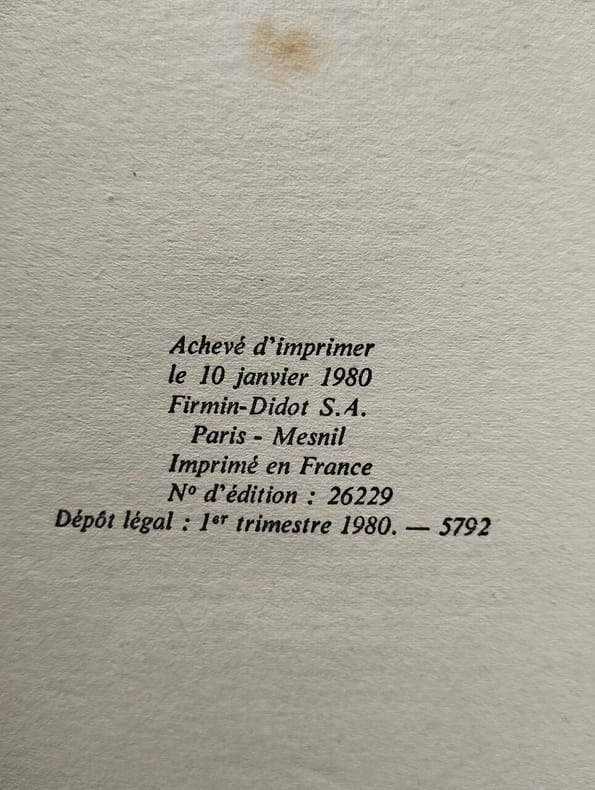 Achevé d'imprimer
le 10 janvier 1980
Firmin-Didot S.A.
Paris - Mesnil
Imprimé en France
Nº d'édition : 26229
Dépôt légal : 1er trimestre 1980. — 5792